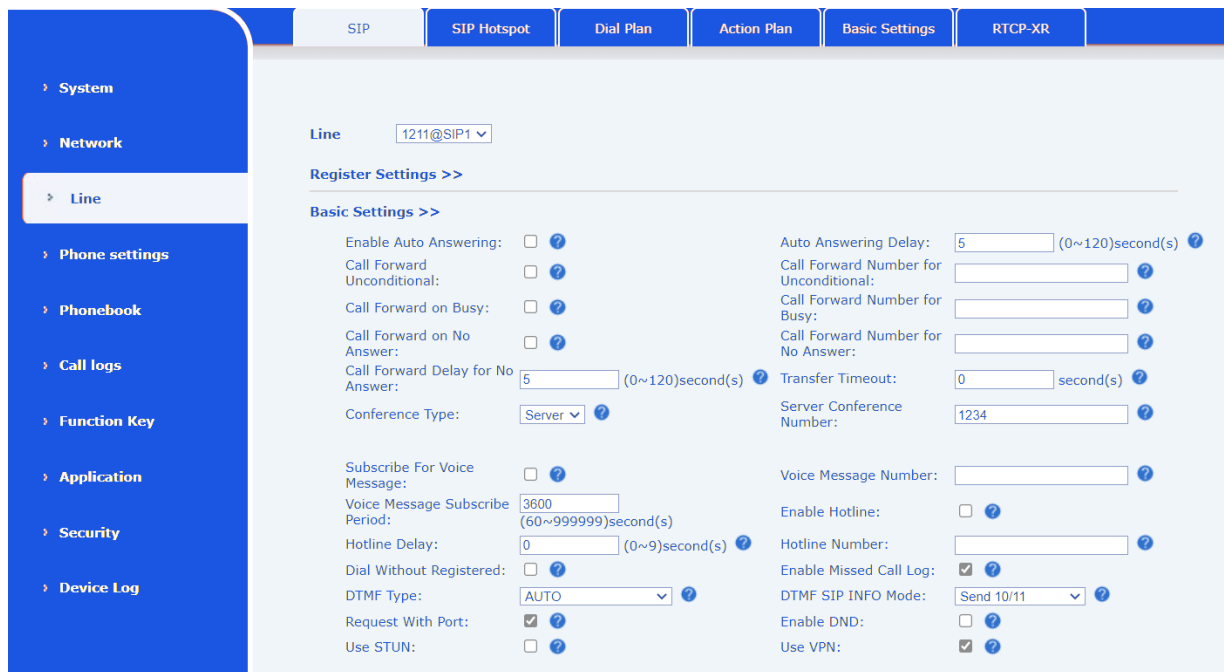 SIP
SIP Hotspot
Dial Plan
Action Plan
Basic Settings
RTCP-XR
› System
› Network
› Line
› Phone settings
› Phonebook
› Call logs
› Function Key
› Application
› Security
› Device Log
Line 1211@SIP1
Register Settings >>
Basic Settings >>
Enable Auto Answering: ?
Auto Answering Delay: 5 (0~120)second(s) ?
Call Forward
Unconditional: ?
Call Forward Number for
Unconditional: ?
Call Forward on Busy: ?
Call Forward Number for
Busy: ?
Call Forward on No
Answer: ?
Call Forward Number for
No Answer: ?
Call Forward Delay for No
Answer: 5 (0~120)second(s) ?
Transfer Timeout: 0 second(s) ?
Conference Type: Server ?
Server Conference
Number: 1234 ?
Subscribe For Voice
Message: ?
Voice Message Number: ?
Voice Message Subscribe
Period: 3600
(60~999999)second(s)
Enable Hotline: ?
Hotline Delay: 0 (0~9)second(s) ?
Hotline Number: ?
Dial Without Registered: ?
Enable Missed Call Log: ?
DTMF Type: AUTO ?
DTMF SIP INFO Mode: Send 10/11 ?
Request With Port: ?
Enable DND: ?
Use STUN: ?
Use VPN: ?